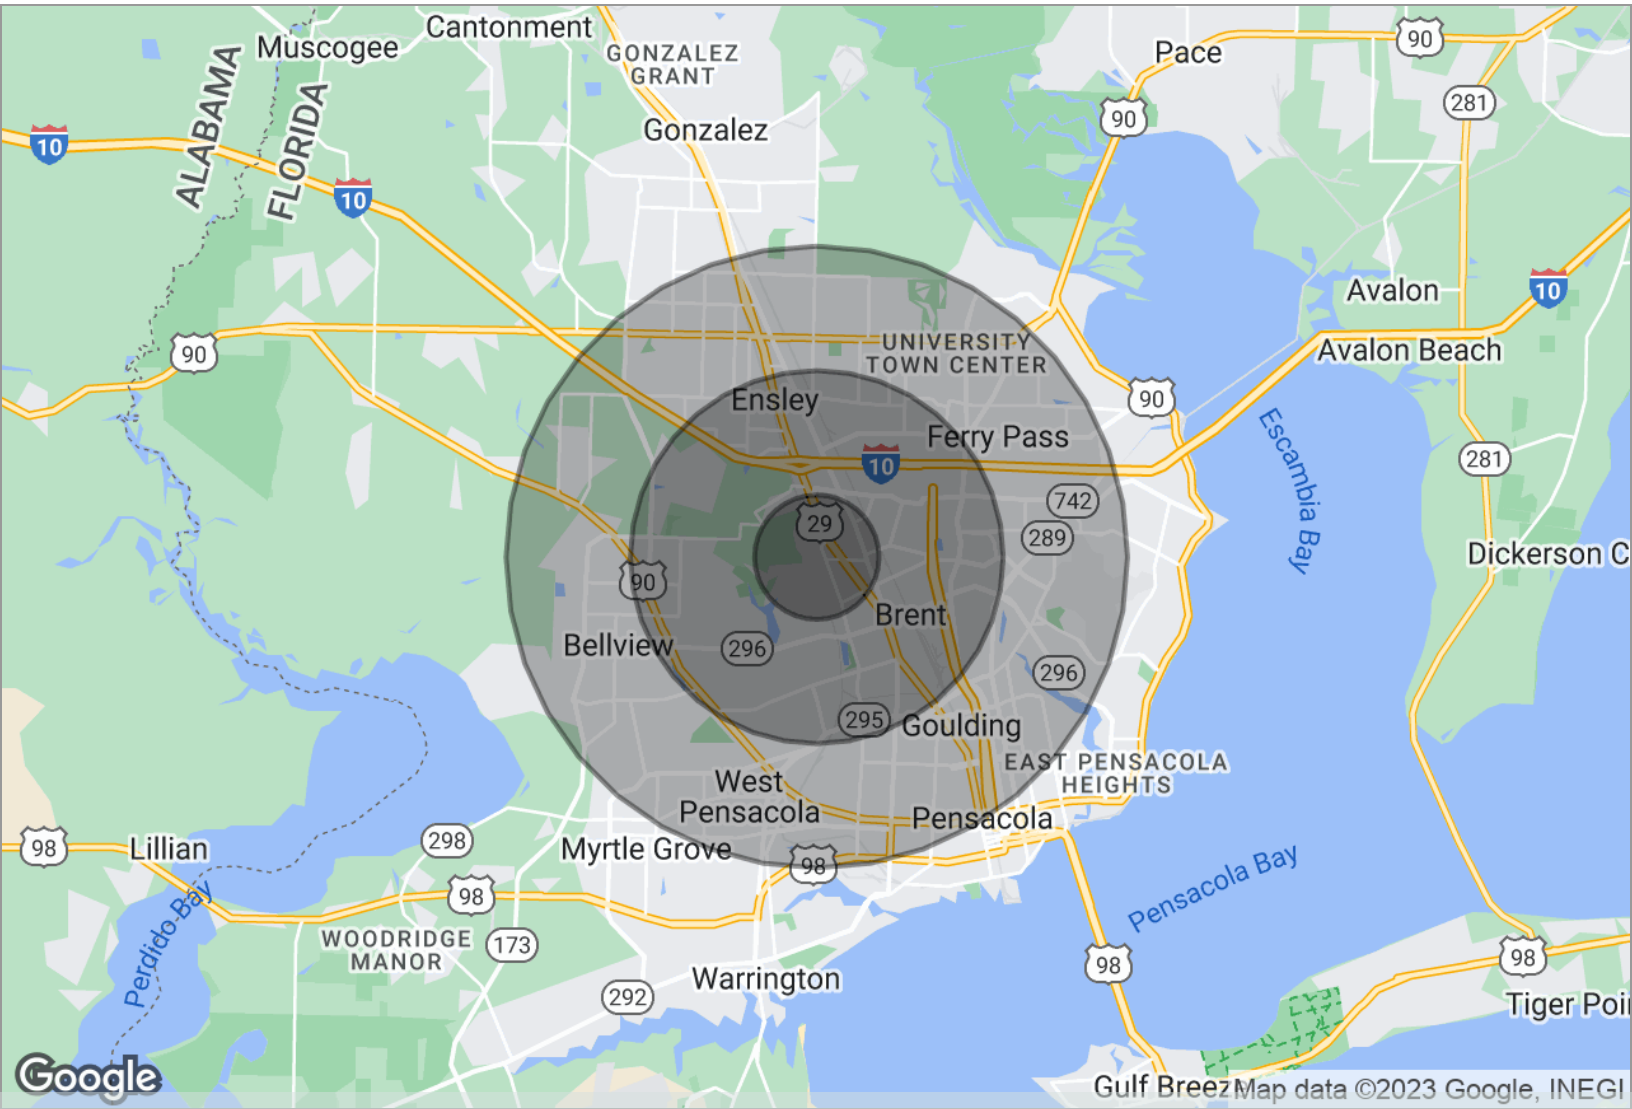 Cantonment
Muscogee
GONZALEZ
GRANT
Pace
90
ALABAMA
FLORIDA
281
90
Gonzalez
10
10
Avalon
10
90
UNIVERSITY
TOWN CENTER
Avalon Beach
Ensley
90
Ferry Pass
10
Escambia Bay
281
742
29
289
Dickerson C
90
Brent
Bellview
296
296
295
Goulding
EAST PENSACOLA
HEIGHTS
West
Pensacola
Pensacola
98
Lillian
298
Myrtle Grove
98
Pensacola Bay
98
Perdido Bay
WOODRIDGE
MANOR
173
98
98
Warrington
292
Tiger Poi
Google
Gulf Breez
Map data ©2023 Google, INEGI